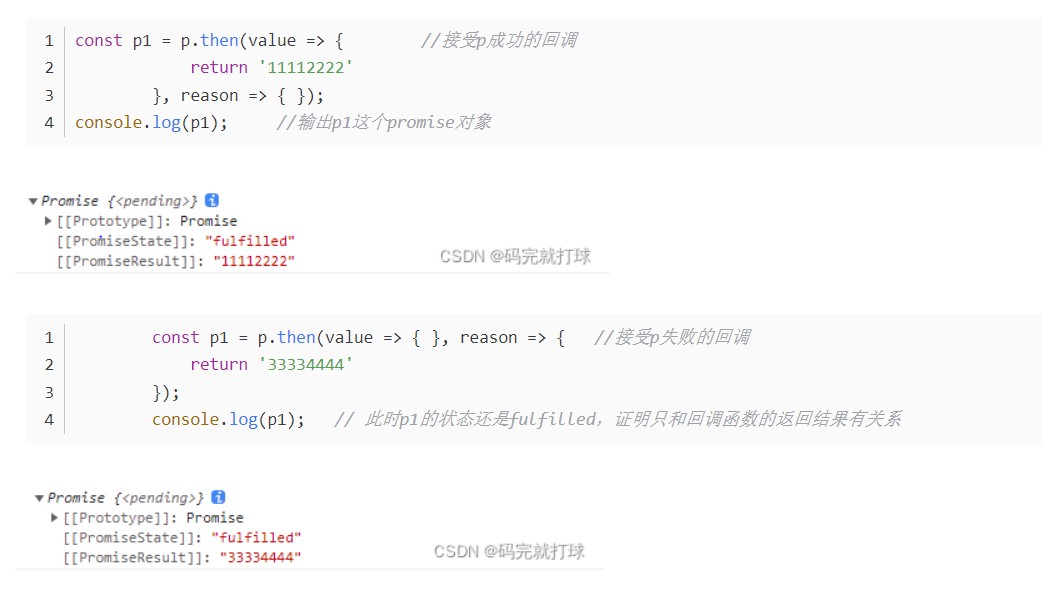 1 const p1 = p.then(value => { //接受p成功的回调
2 return '11112222'
3 }, reason => { });
4 console.log(p1); //输出p1这个promise对象
▼Promise {<pending>} i
▶[[Prototype]]: Promise
[[PromiseState]]: "fulfilled"
[[PromiseResult]]: "11112222"
CSDN @码完就打球
1 const p1 = p.then(value => { }, reason => { //接受p失败的回调
2 return '33334444'
3 });
4 console.log(p1); // 此时p1的状态还是fulfilled，证明只和回调函数的返回结果有关系
▼Promise {<pending>} i
▶[[Prototype]]: Promise
[[PromiseState]]: "fulfilled"
[[PromiseResult]]: "33334444"
CSDN @码完就打球